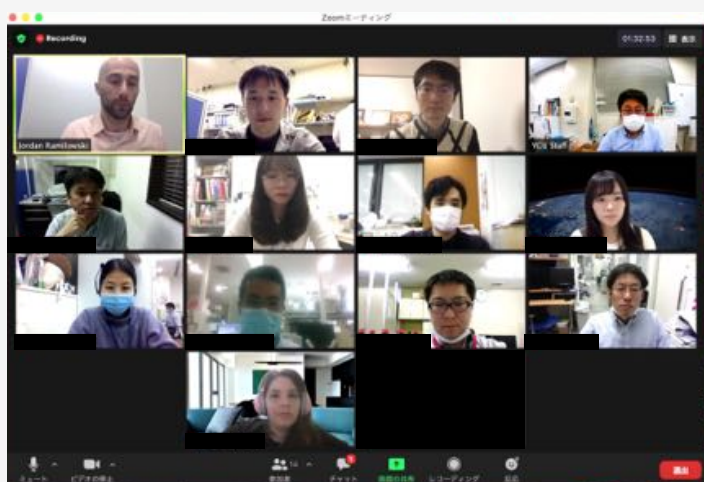 Zoomミーティング
Recording
01:32:53
表示
Jordan Ramilowski
YCU Staff
14
ミュート
ビデオの停止
参加者
チャット
画面の共有
レコーディング
反応
退出